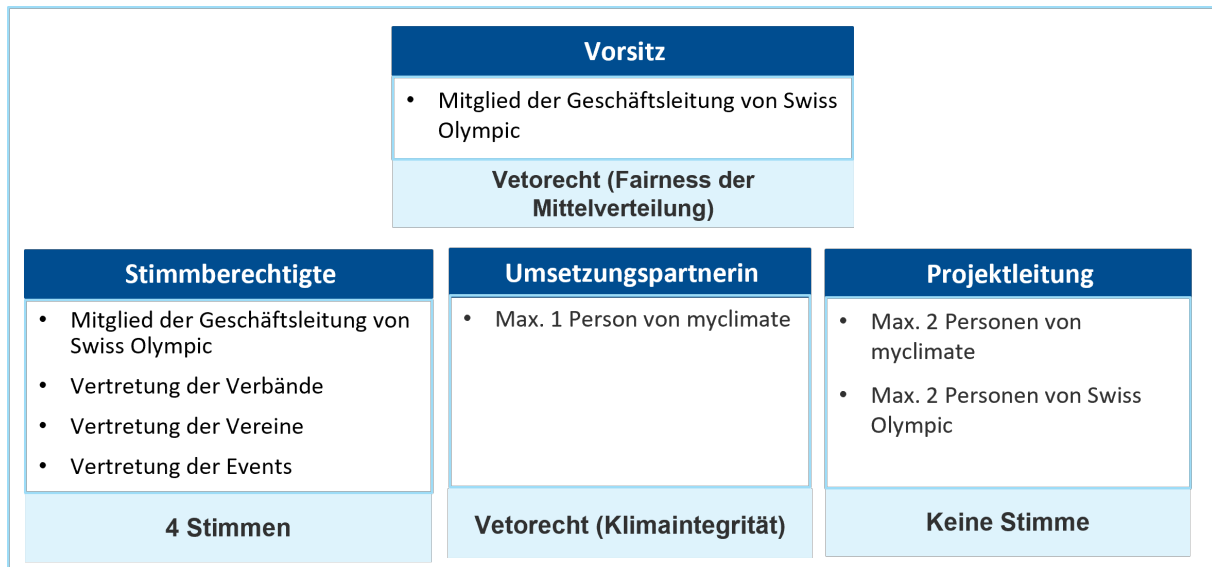 Vorsitz
• Mitglied der Geschäftsleitung von Swiss
Olympic
Vetorecht (Fairness der
Mittelverteilung)
Stimmberechtigte
• Mitglied der Geschäftsleitung von
Swiss Olympic
• Vertretung der Verbände
• Vertretung der Vereine
• Vertretung der Events
4 Stimmen
Umsetzungspartnerin
• Max. 1 Person von myclimate
Vetorecht (Klimaintegrität)
Projektleitung
• Max. 2 Personen von
myclimate
• Max. 2 Personen von Swiss
Olympic
Keine Stimme